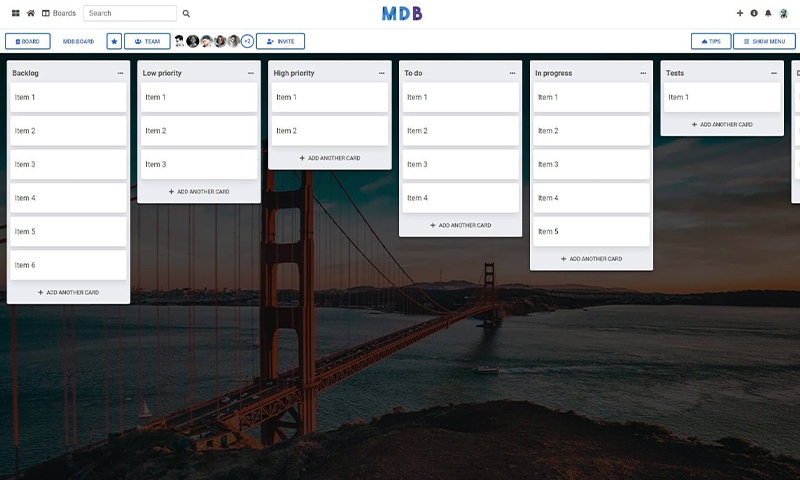 Boards
Search
MDB
BOARD
MDB BOARD
TEAM
+2
INVITE
TIPS
SHOW MENU
Backlog
Item 1
Item 2
Item 3
Item 4
Item 5
Item 6
ADD ANOTHER CARD
Low priority
Item 1
Item 2
Item 3
ADD ANOTHER CARD
High priority
Item 1
Item 2
ADD ANOTHER CARD
To do
Item 1
Item 2
Item 3
Item 4
ADD ANOTHER CARD
In progress
Item 1
Item 2
Item 3
Item 4
Item 5
ADD ANOTHER CARD
Tests
Item 1
ADD ANOTHER CARD